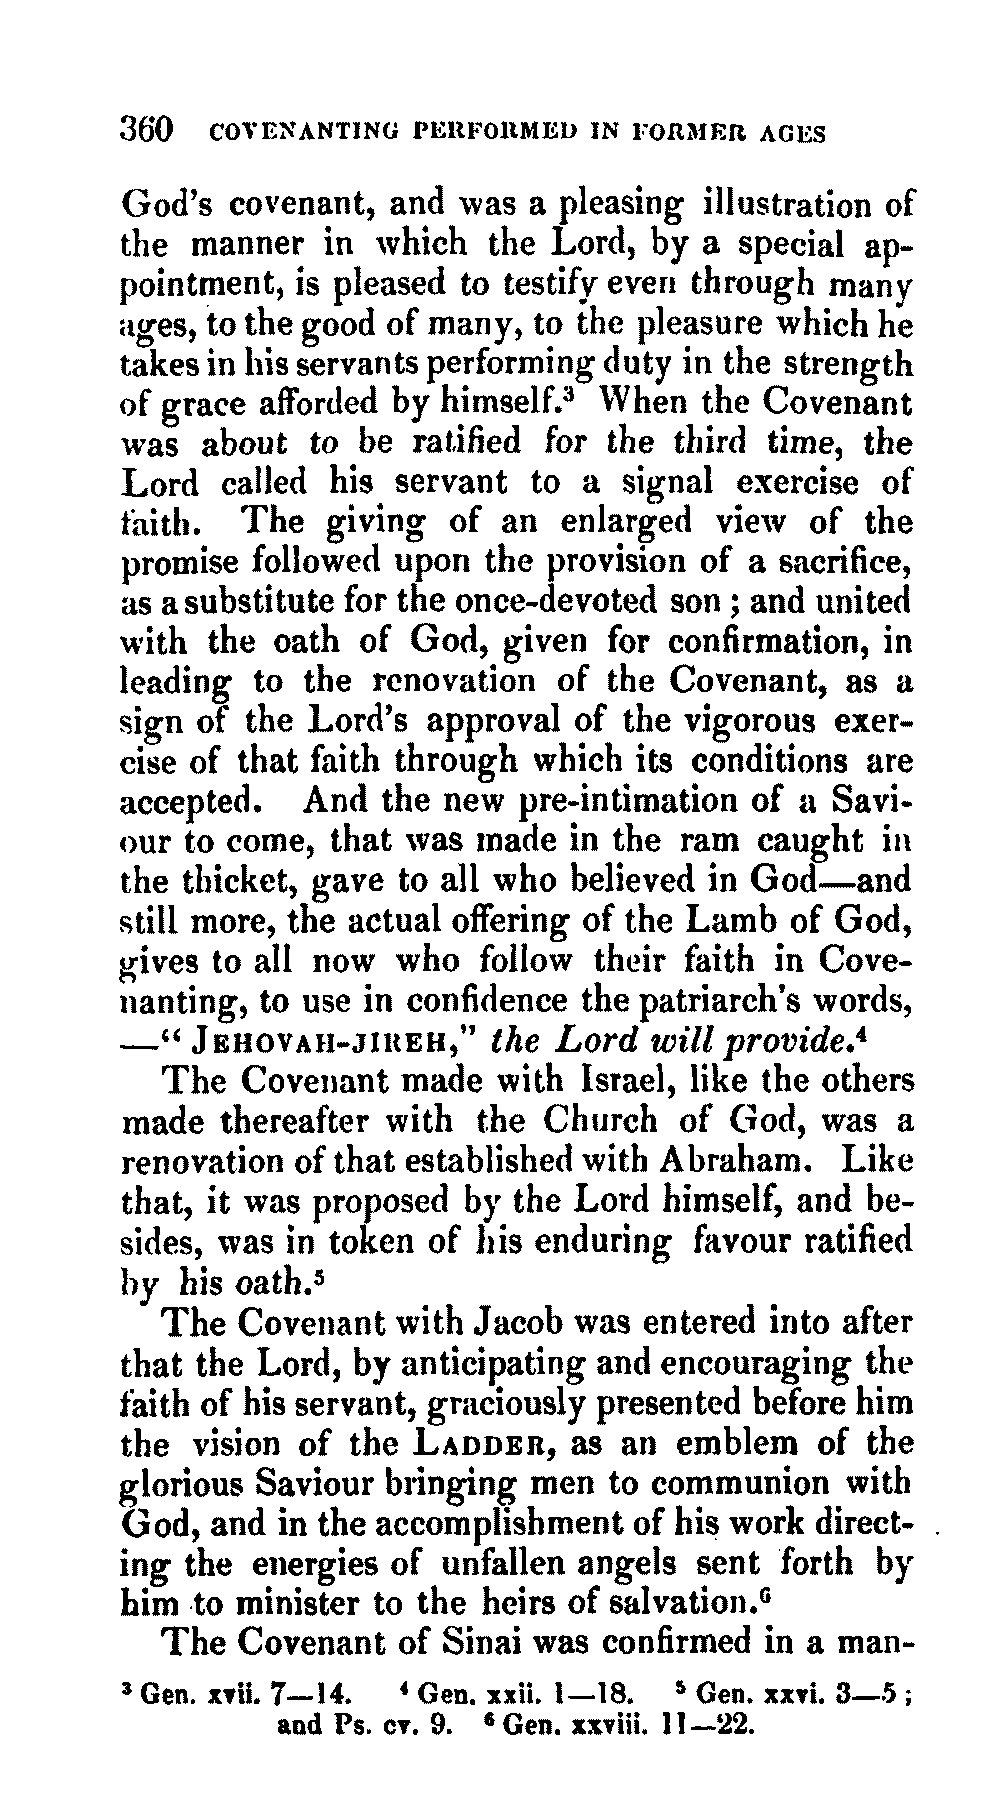 360 COVENANTING PERFORMED IN FORMER AGES
God's covenant, and was a pleasing illustration of
the manner in which the Lord, by a special ap-
pointment, is pleased to testify even through many
ages, to the good of many, to the pleasure which he
takes in his servants performing duty in the strength
of grace afforded by himself.³ When the Covenant
was about to be ratified for the third time, the
Lord called his servant to a signal exercise of
faith. The giving of an enlarged view of the
promise followed upon the provision of a sacrifice,
as a substitute for the once-devoted son ; and united
with the oath of God, given for confirmation, in
leading to the renovation of the Covenant, as a
sign of the Lord's approval of the vigorous exer-
cise of that faith through which its conditions are
accepted. And the new pre-intimation of a Savi-
our to come, that was made in the ram caught in
the thicket, gave to all who believed in God—and
still more, the actual offering of the Lamb of God,
gives to all now who follow their faith in Cove-
nanting, to use in confidence the patriarch's words,
—“ JEHOVAH-JIREH,” the Lord will provide.⁴
The Covenant made with Israel, like the others
made thereafter with the Church of God, was a
renovation of that established with Abraham. Like
that, it was proposed by the Lord himself, and be-
sides, was in token of his enduring favour ratified
by his oath.⁵
The Covenant with Jacob was entered into after
that the Lord, by anticipating and encouraging the
faith of his servant, graciously presented before him
the vision of the LADDER, as an emblem of the
glorious Saviour bringing men to communion with
God, and in the accomplishment of his work direct-
ing the energies of unfallen angels sent forth by
him to minister to the heirs of salvation.⁶
The Covenant of Sinai was confirmed in a man-
³ Gen. xvii. 7—14. ⁴ Gen. xxii. 1—18. ⁵ Gen. xxvi. 3—5 ;
and Ps. cv. 9. ⁶ Gen. xxviii. 11—22.